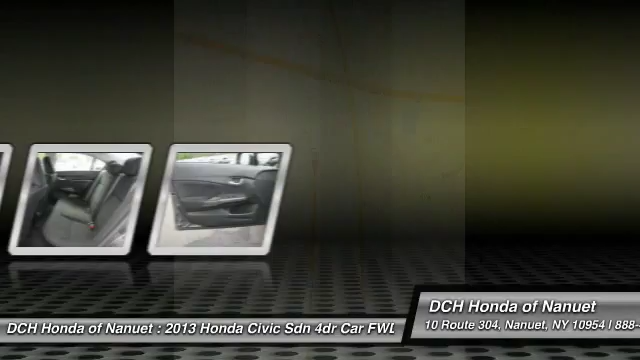 DCH Honda of Nanuet
10 Route 304, Nanuet, NY 10954 | 888-
DCH Honda of Nanuet : 2013 Honda Civic Sdn 4dr Car FWL